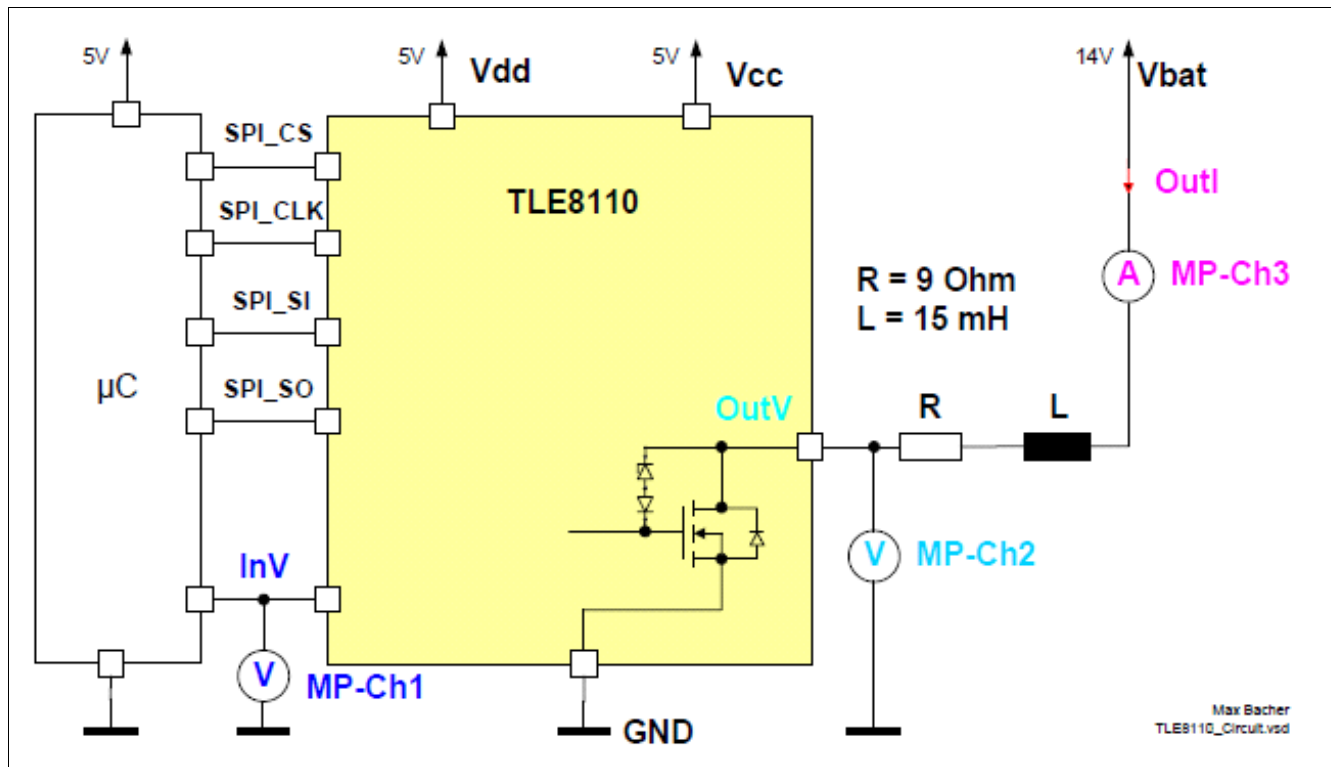 5V
5V
Vdd
5V
Vcc
14V
Vbat
SPI_CS
SPI_CLK
SPI_SI
SPI_SO
µC
TLE8110
OutI
A
MP-Ch3
R = 9 Ohm
L = 15 mH
OutV
R
L
V
MP-Ch2
InV
V
MP-Ch1
GND
Max Bacher
TLE8110_Circuit.vsd